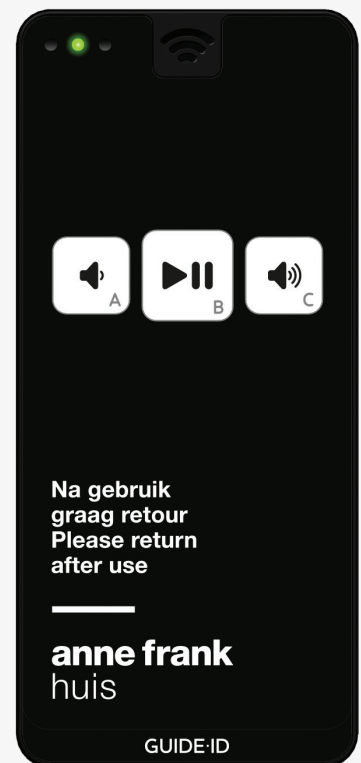 A
B
C
Na gebruik
graag retour
Please return
after use
anne frank
huis
GUIDE·ID